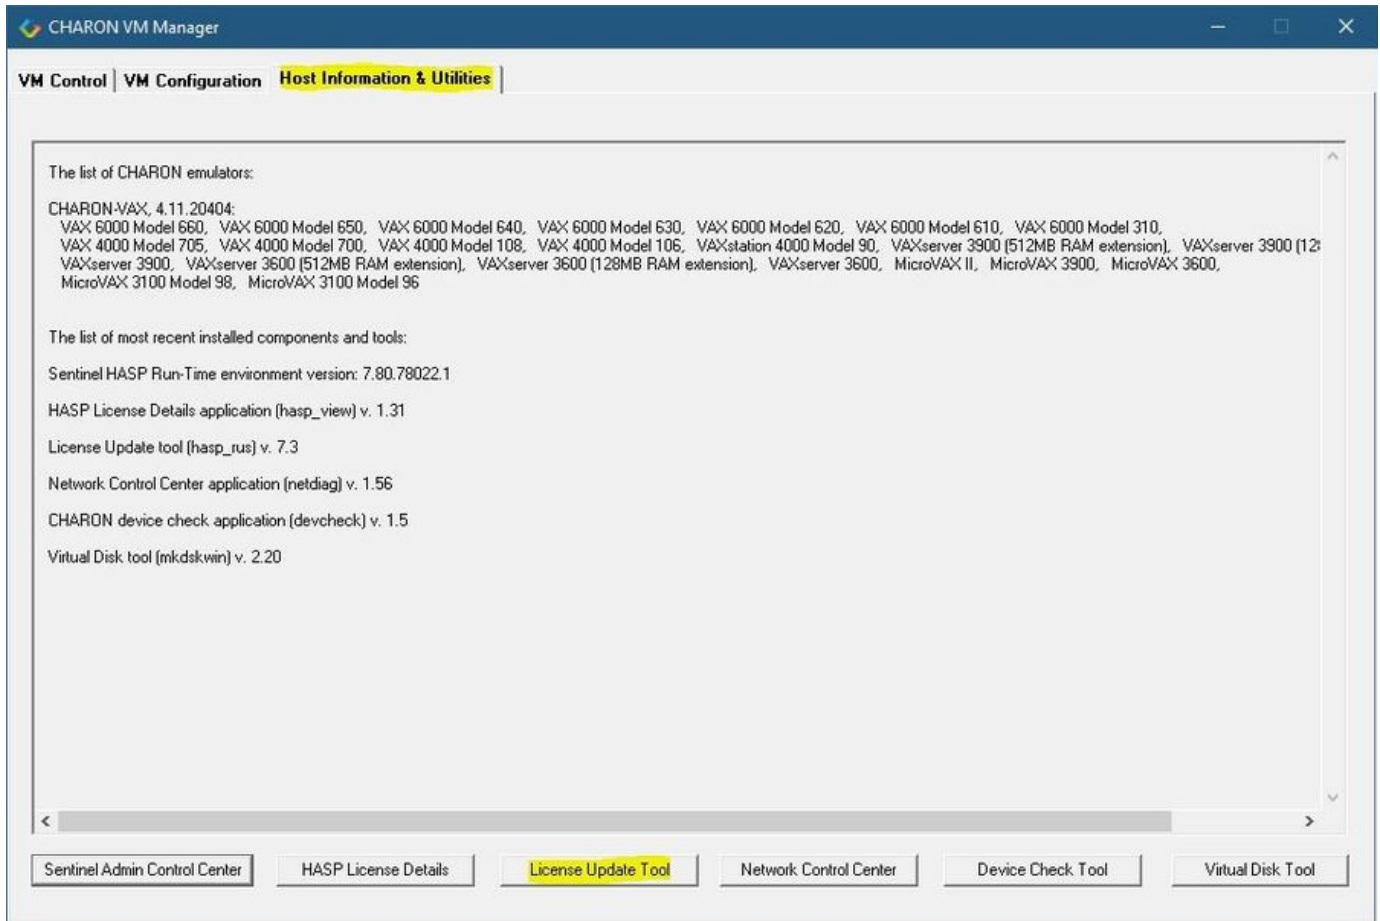 CHARON VM Manager
VM Control VM Configuration Host Information & Utilities
The list of CHARON emulators:
CHARON-VAX, 4.11.20404:
VAX 6000 Model 660, VAX 6000 Model 650, VAX 6000 Model 640, VAX 6000 Model 630, VAX 6000 Model 620, VAX 6000 Model 610, VAX 6000 Model 310,
VAX 4000 Model 705, VAX 4000 Model 700, VAX 4000 Model 108, VAX 4000 Model 106, VAXstation 4000 Model 90, VAXserver 3900 (512MB RAM extension), VAXserver 3900 (12
VAXserver 3900, VAXserver 3600 (512MB RAM extension), VAXserver 3600 (128MB RAM extension), VAXserver 3600, MicroVAX II, MicroVAX 3900, MicroVAX 3600,
MicroVAX 3100 Model 98, MicroVAX 3100 Model 96
The list of most recent installed components and tools:
Sentinel HASP Run-Time environment version: 7.80.78022.1
HASP License Details application (hasp_view) v. 1.31
License Update tool (hasp_rus) v. 7.3
Network Control Center application (netdiag) v. 1.56
CHARON device check application (devcheck) v. 1.5
Virtual Disk tool (mkdskwin) v. 2.20
Sentinel Admin Control Center HASP License Details License Update Tool Network Control Center Device Check Tool Virtual Disk Tool